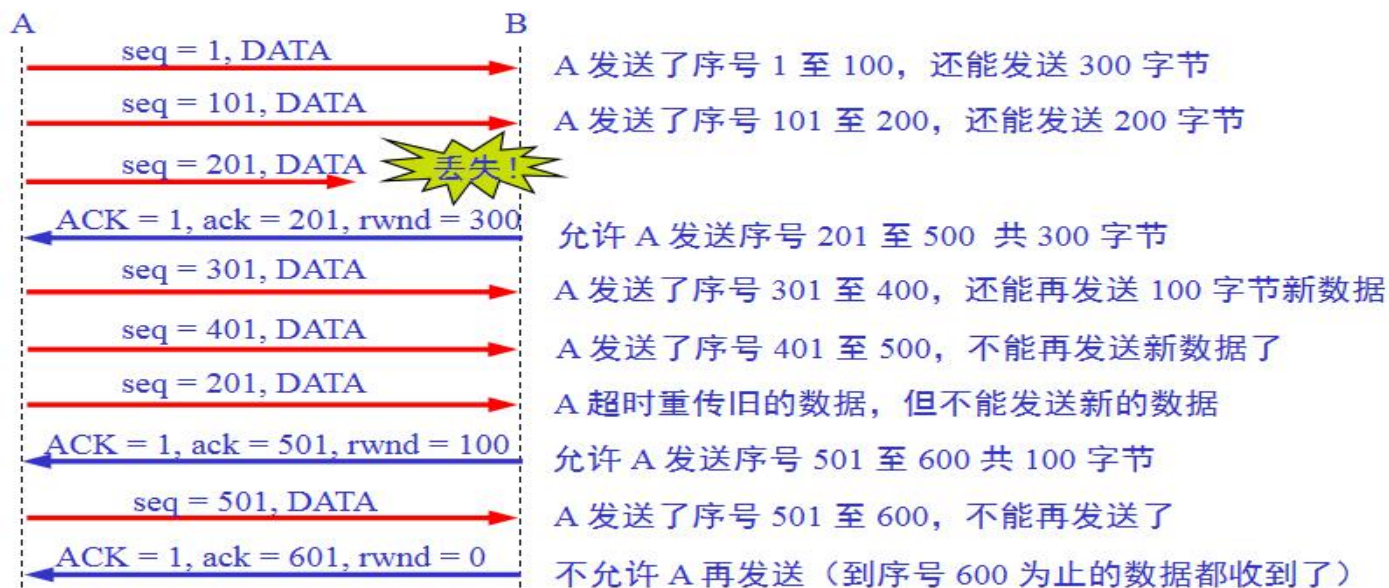 A B
seq = 1, DATA A 发送了序号 1 至 100，还能发送 300 字节
seq = 101, DATA A 发送了序号 101 至 200，还能发送 200 字节
seq = 201, DATA 丢失!
ACK = 1, ack = 201, rwnd = 300 允许 A 发送序号 201 至 500 共 300 字节
seq = 301, DATA A 发送了序号 301 至 400，还能再发送 100 字节新数据
seq = 401, DATA A 发送了序号 401 至 500，不能再发送新数据了
seq = 201, DATA A 超时重传旧的数据，但不能发送新的数据
ACK = 1, ack = 501, rwnd = 100 允许 A 发送序号 501 至 600 共 100 字节
seq = 501, DATA A 发送了序号 501 至 600，不能再发送了
ACK = 1, ack = 601, rwnd = 0 不允许 A 再发送（到序号 600 为止的数据都收到了）